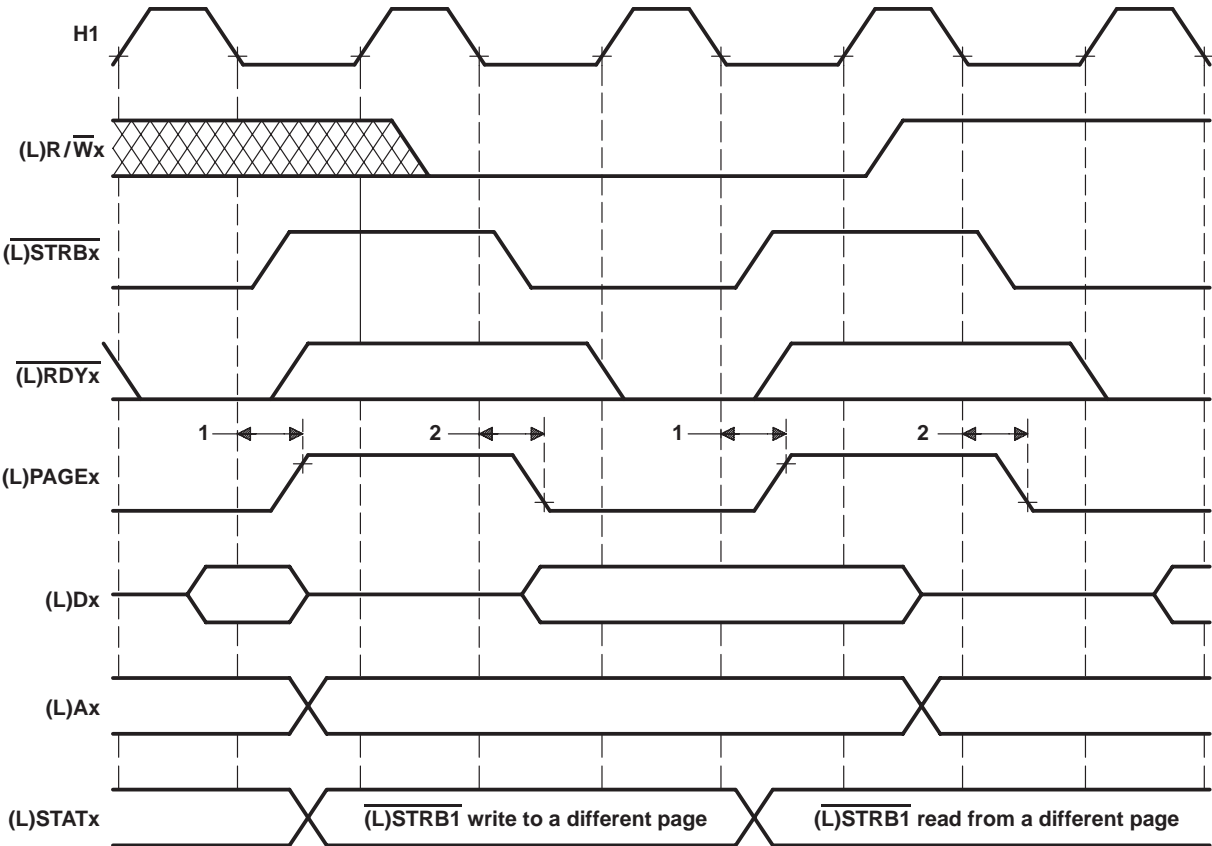 H1
(L)R/W̅x
(L)STRBx
(L)RDYx
1 2 1 2
(L)PAGEx
(L)Dx
(L)Ax
(L)STATx (L)STRB1 write to a different page (L)STRB1 read from a different page